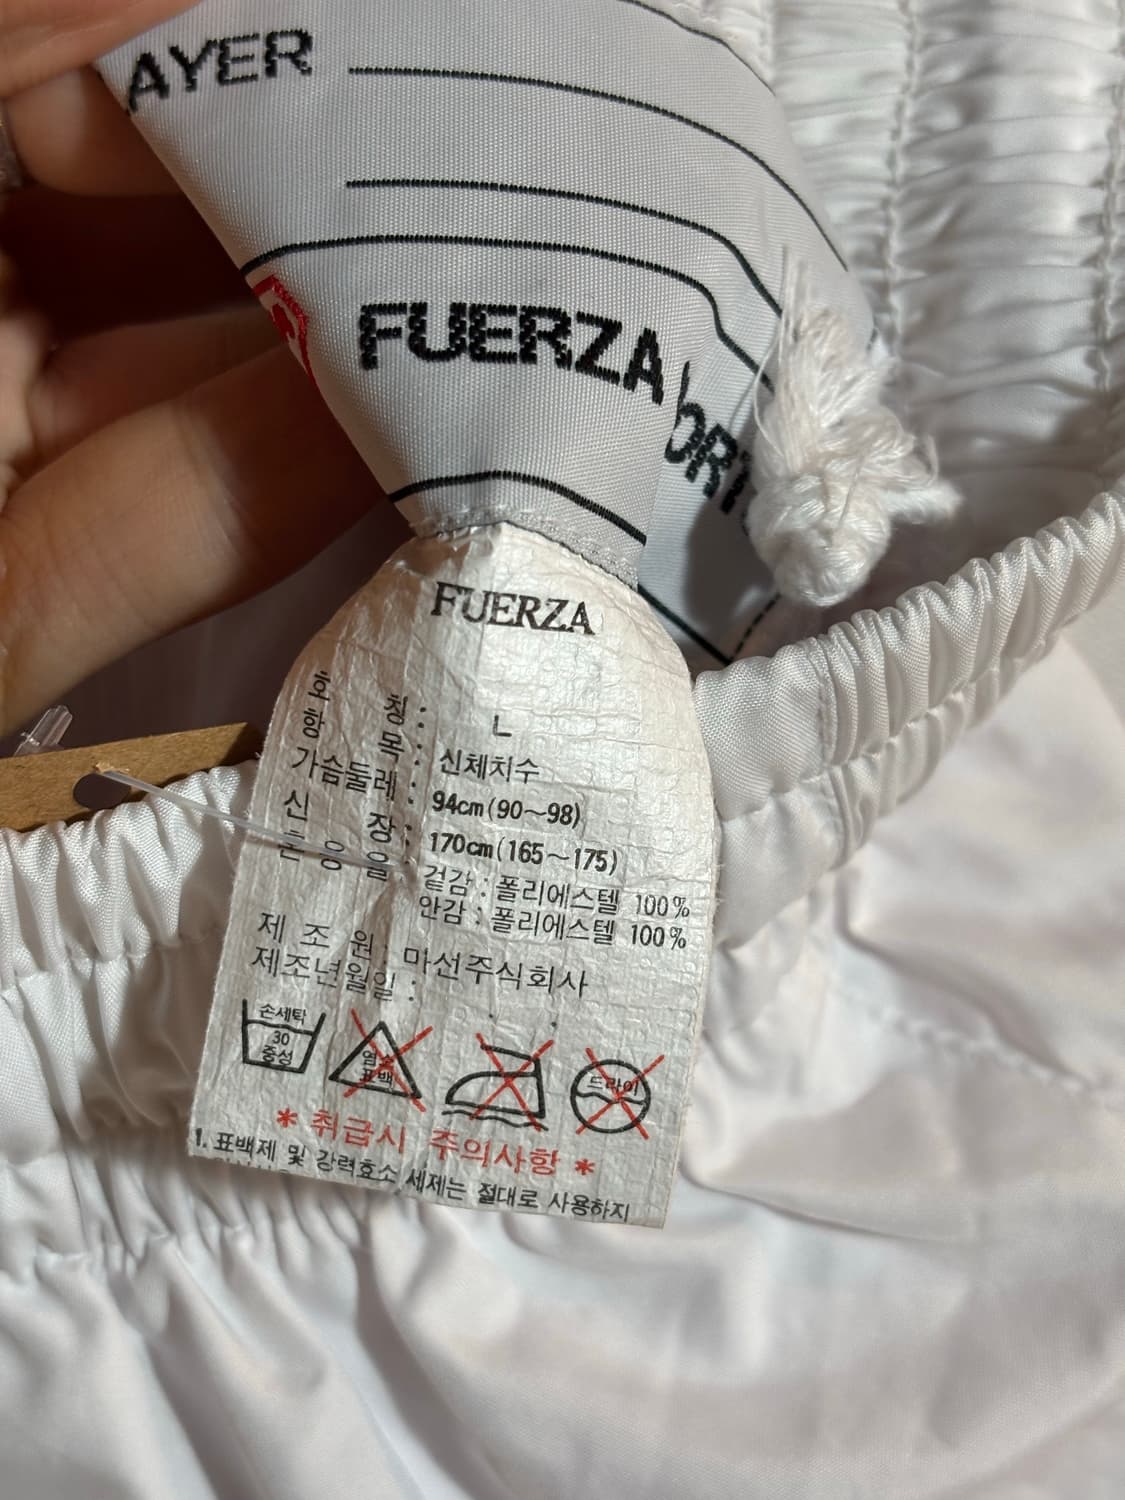 AYER
FUERZA
FUERZA
호 칭 : L
항 목 : 신체치수
가슴둘레 : 94cm(90~98)
신 장 : 170cm(165~175)
혼 용 율 : 겉감 : 폴리에스텔 100%
안감 : 폴리에스텔 100%
제 조 원 : 마선주식회사
제조년월일 : . .
손세탁
30
중성
염소
표백
드라이
* 취급시 주의사항 *
1. 표백제 및 강력효소 세제는 절대로 사용하지